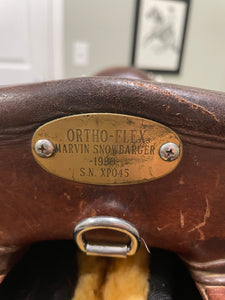 ORTHO-FLEX
MARVIN SNOWBARGER
S.N. XP045